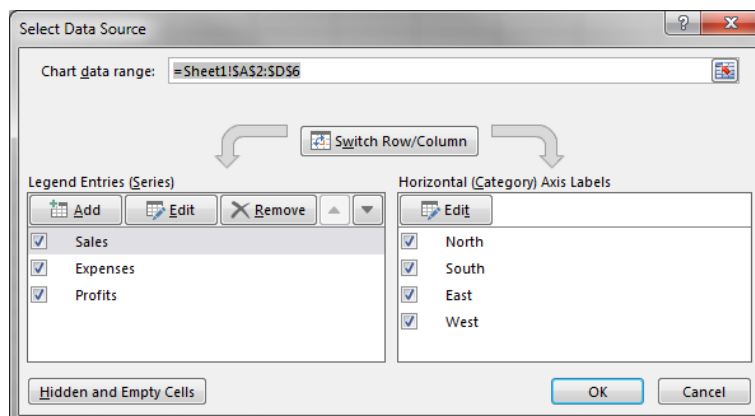 Select Data Source
Chart data range: =Sheet1!$A$2:$D$6
Switch Row/Column
Legend Entries (Series)
Add Edit Remove
Sales
Expenses
Profits
Horizontal (Category) Axis Labels
Edit
North
South
East
West
Hidden and Empty Cells
OK Cancel